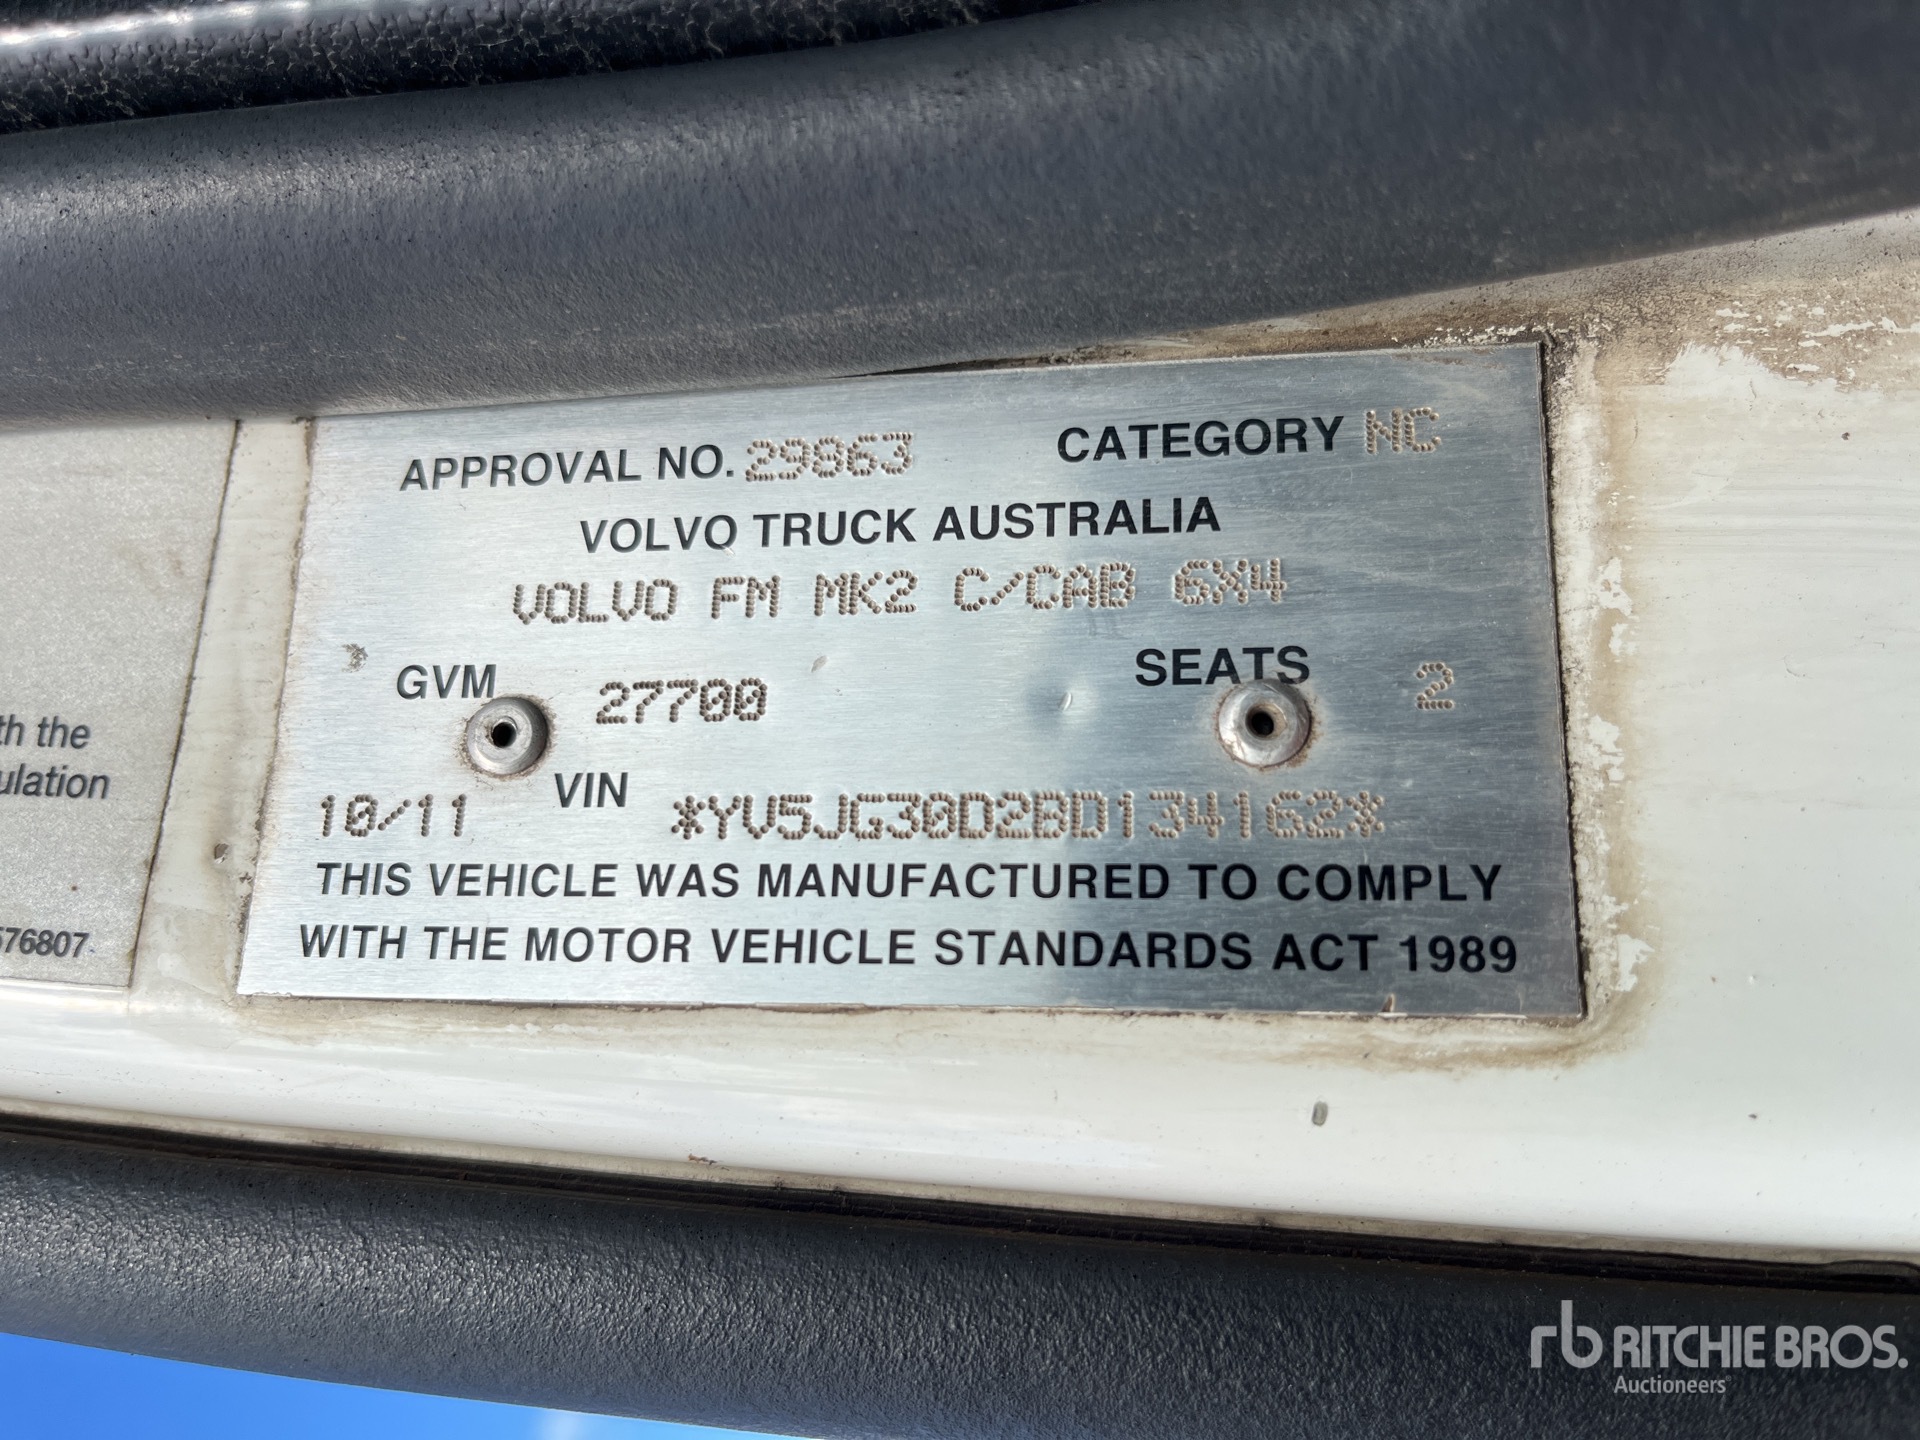 APPROVAL NO. 29863 CATEGORY NC
VOLVO TRUCK AUSTRALIA
VOLVO FM MK2 C/CAB 6X4
GVM 27700 SEATS 2
10/11 VIN *YV5JG30D2BD134162*
THIS VEHICLE WAS MANUFACTURED TO COMPLY
WITH THE MOTOR VEHICLE STANDARDS ACT 1989
th the
ulation
576807
rb RITCHIE BROS.
Auctioneers